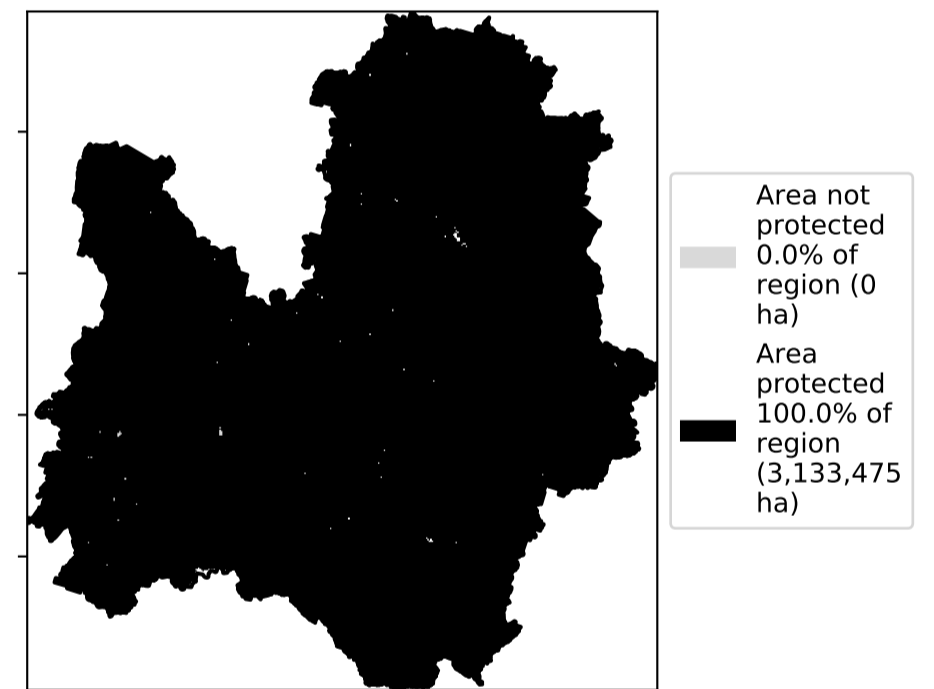 Area not
protected
0.0% of
region (0
ha)
Area
protected
100.0% of
region
(3,133,475
ha)